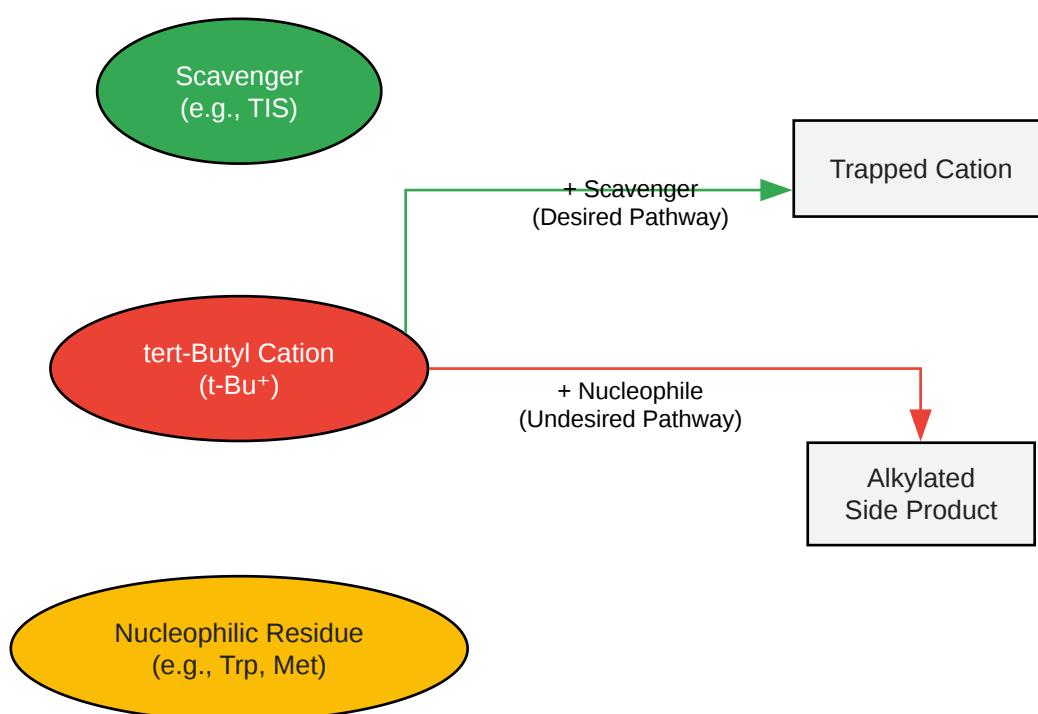 Scavenger
(e.g., TIS)
Trapped Cation
+ Scavenger
(Desired Pathway)
tert-Butyl Cation
(t-Bu⁺)
+ Nucleophile
(Undesired Pathway)
Alkylated
Side Product
Nucleophilic Residue
(e.g., Trp, Met)